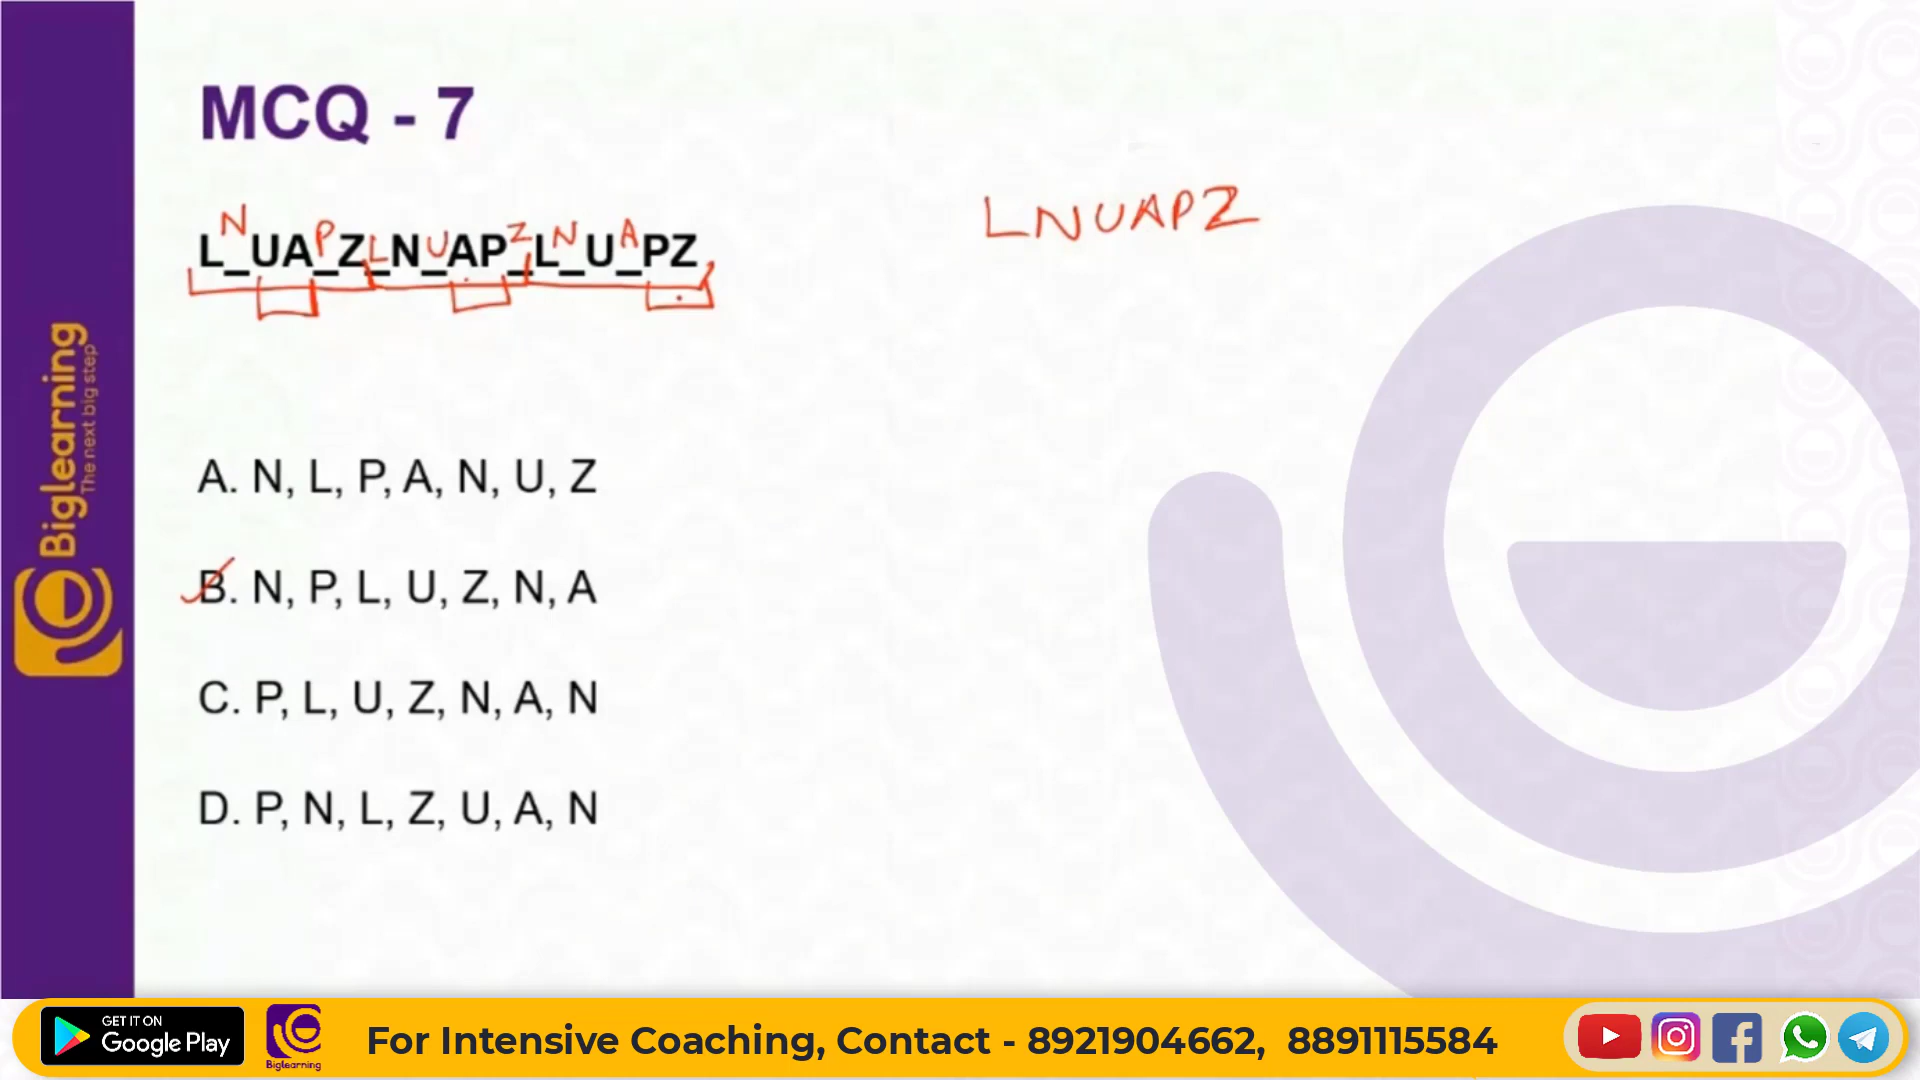 MCQ - 7
N P L U Z N A
L_UA_Z_N_AP_L_U_PZ
LNUAPZ
A. N, L, P, A, N, U, Z
B. N, P, L, U, Z, N, A
C. P, L, U, Z, N, A, N
D. P, N, L, Z, U, A, N
Biglearning
The next big step
GET IT ON
Google Play
Biglearning
For Intensive Coaching, Contact - 8921904662, 8891115584